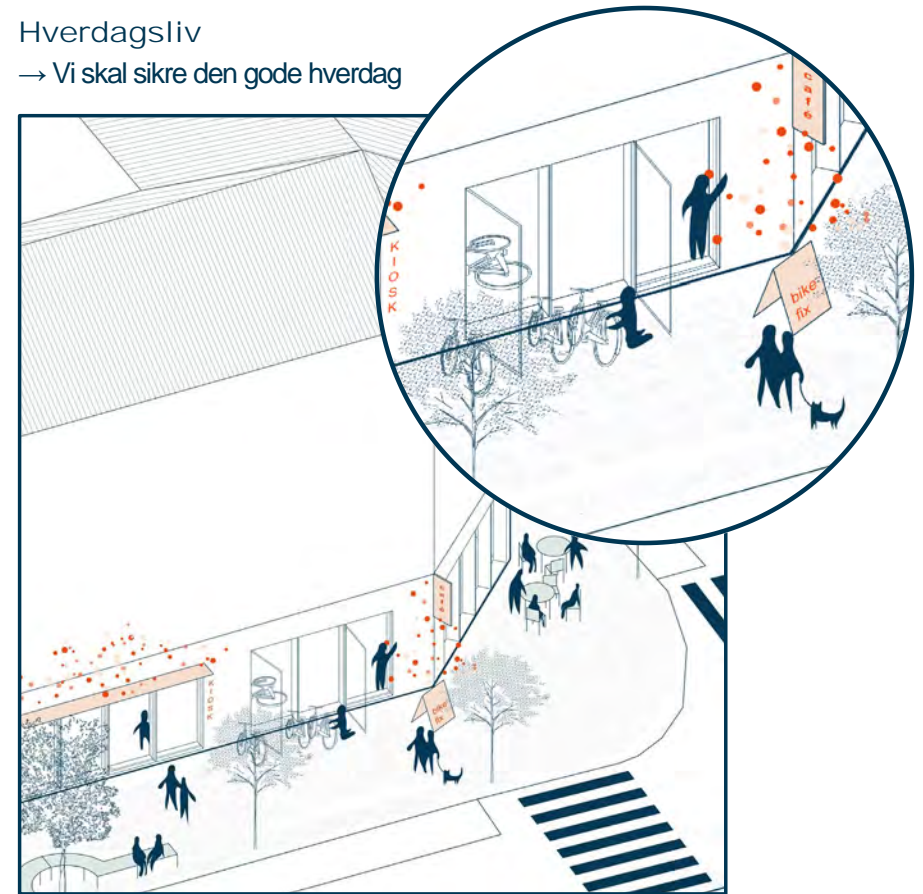 Hverdagsliv
→ Vi skal sikre den gode hverdag
café
KIOSK
bike-
fix
café
KIOSK
bike-
fix